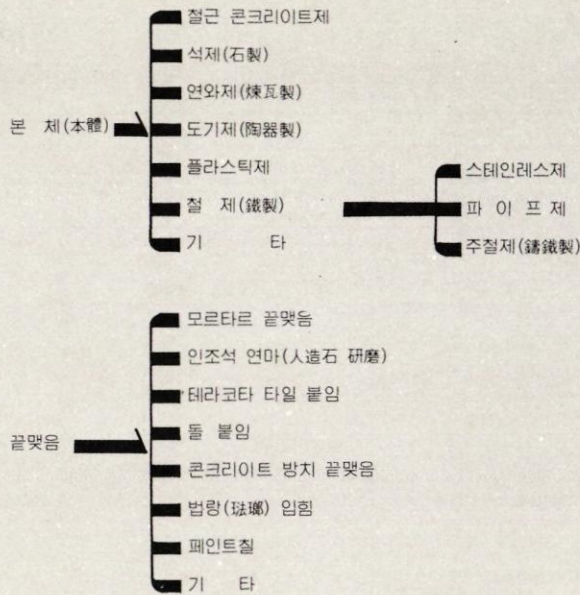 철근 콘크리이트제
석제(石製)
연와제(煉瓦製)
본 체(本體)
도기제(陶器製)
플라스틱제
스테인레스제
철 제(鐵製)
파 이 프 제
기 타
주철제(鑄鐵製)
모르타르 끝맺음
인조석 연마(人造石 研磨)
테라코타 타일 붙임
끝맺음
돌 붙임
콘크리이트 방치 끝맺음
법랑(琺瑯) 입힘
페인트칠
기 타